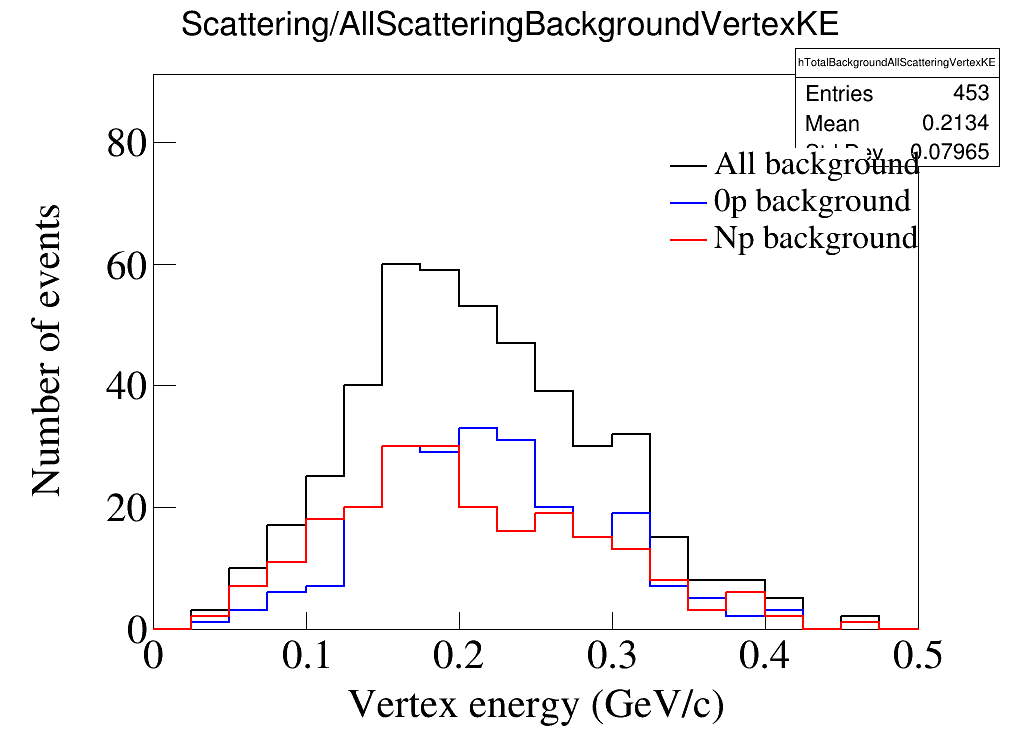 Scattering/AllScatteringBackgroundVertexKE
hTotalBackgroundAllScatteringVertexKE
Entries 453
Mean 0.2134
0.07965
All background
0p background
Np background
Number of events
80
60
40
20
0
0 0.1 0.2 0.3 0.4 0.5
Vertex energy (GeV/c)